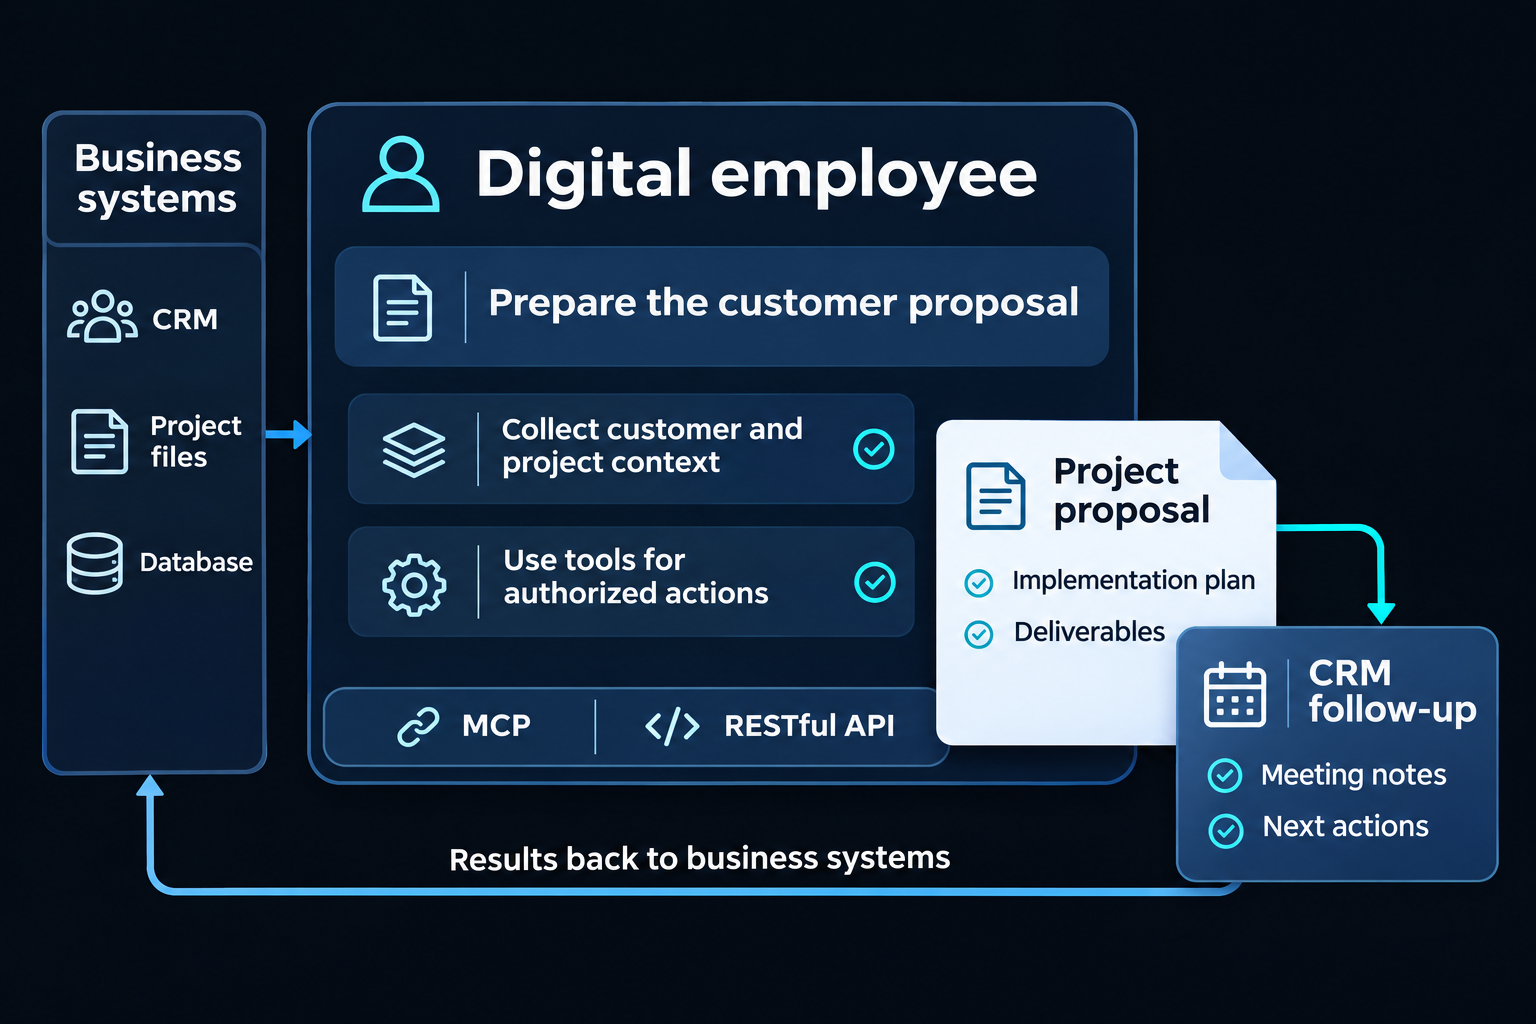 Business
systems
CRM
Project
files
Database
Digital employee
Prepare the customer proposal
Collect customer and
project context
Use tools for
authorized actions
MCP
RESTful API
Project
proposal
Implementation plan
Deliverables
CRM
follow-up
Meeting notes
Next actions
Results back to business systems